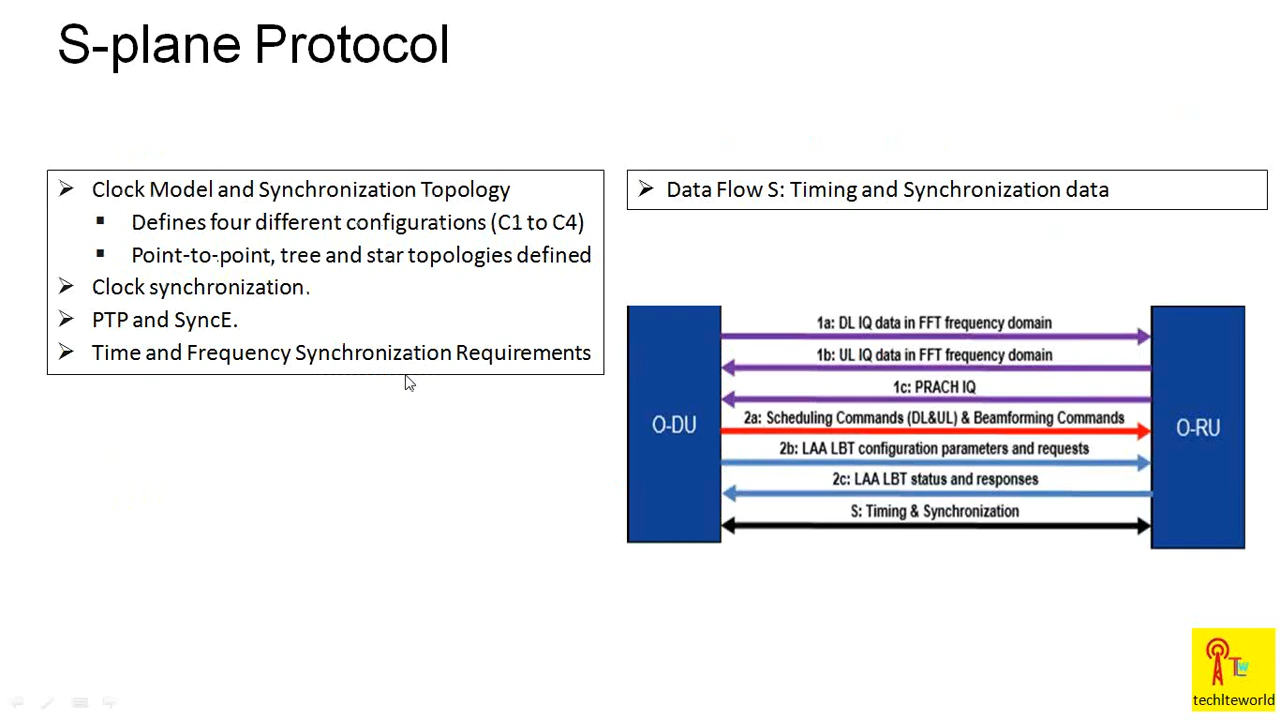 S-plane Protocol
Clock Model and Synchronization Topology
Defines four different configurations (C1 to C4)
Point-to-point, tree and star topologies defined
Clock synchronization.
PTP and SyncE.
Time and Frequency Synchronization Requirements
Data Flow S: Timing and Synchronization data
O-DU
1a: DL IQ data in FFT frequency domain
1b: UL IQ data in FFT frequency domain
1c: PRACH IQ
2a: Scheduling Commands (DL&UL) & Beamforming Commands
2b: LAA LBT configuration parameters and requests
2c: LAA LBT status and responses
S: Timing & Synchronization
O-RU
TLW
techlteworld